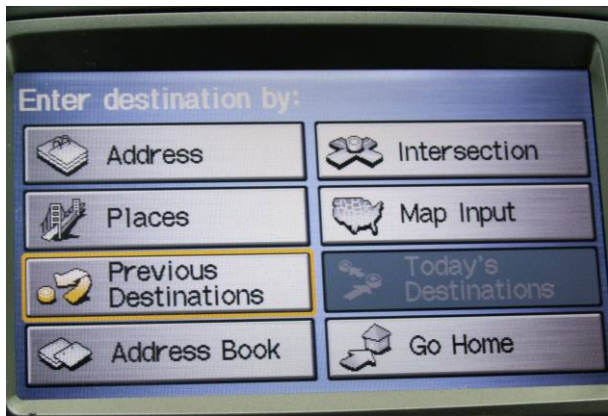 Enter destination by:
Address
Intersection
Places
Map Input
Previous
Destinations
Today's
Destinations
Address Book
Go Home